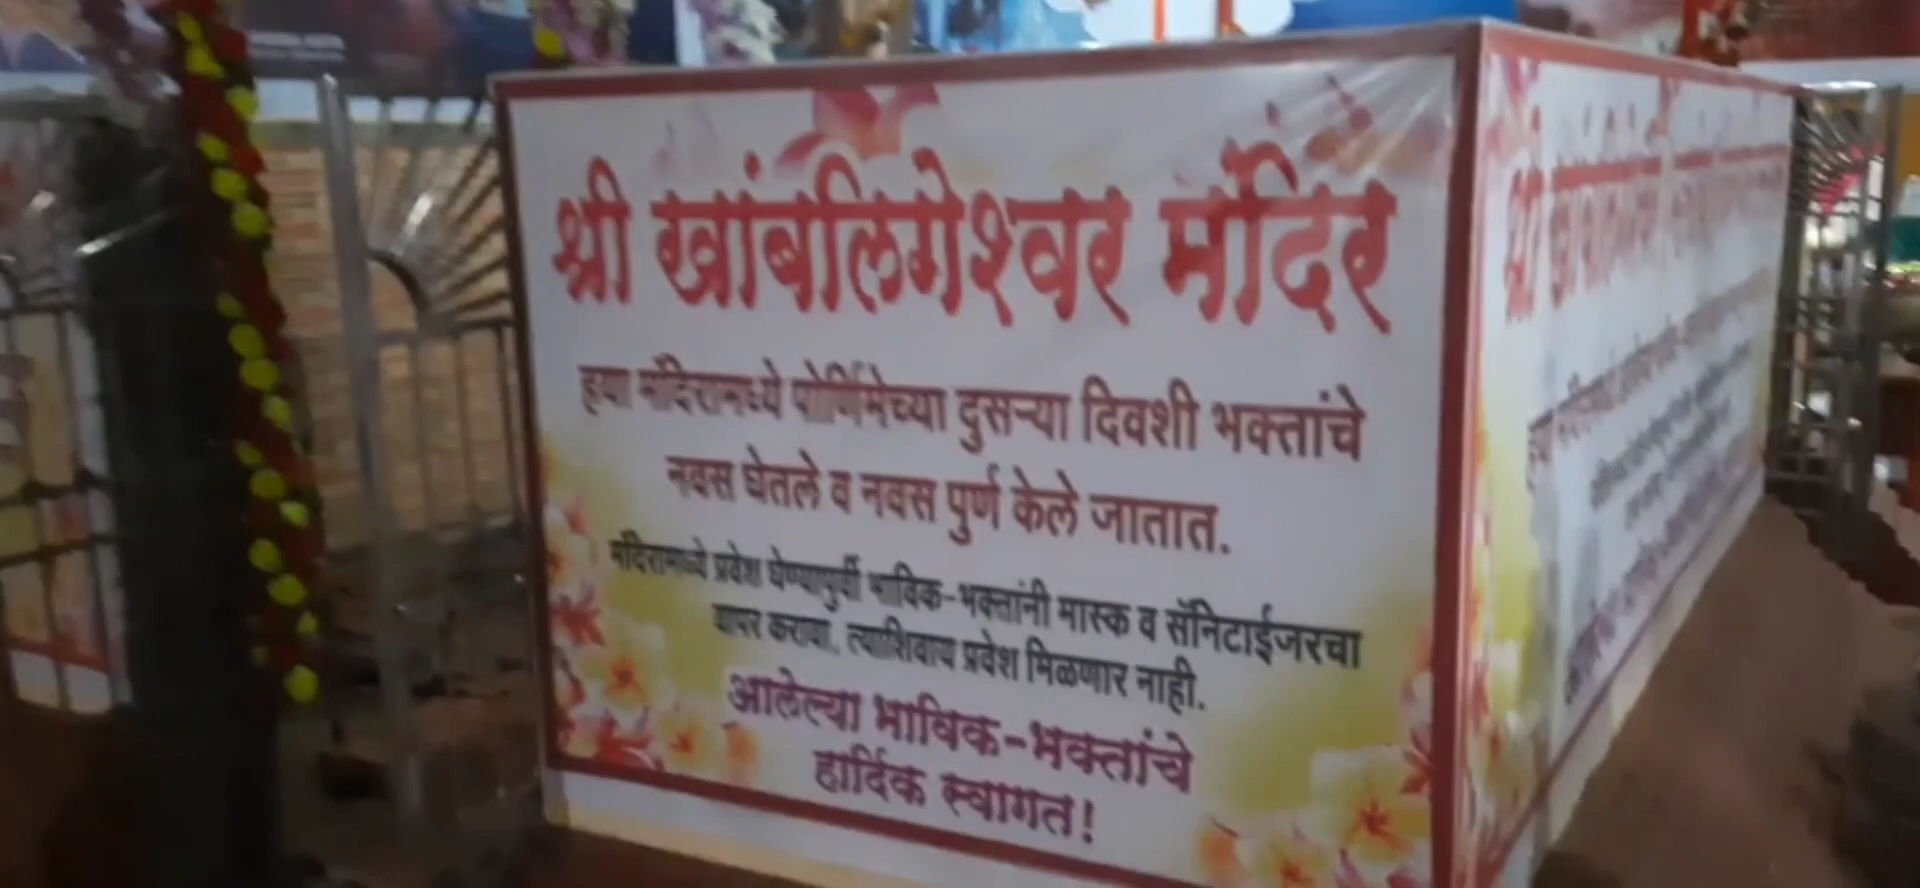 श्री खांबलिंगेश्वर मंदिर
ह्या मंदिरामध्ये पोर्णिमेच्या दुसऱ्या दिवशी भक्तांचे
नवस घेतले व नवस पुर्ण केले जातात.
मंदिरामध्ये प्रवेश घेण्यापुर्वी भाविक-भक्तांनी मास्क व सॅनिटाईजरचा
वापर करावा, त्याशिवाय प्रवेश मिळणार नाही.
आलेल्या भाविक-भक्तांचे
हार्दिक स्वागत!